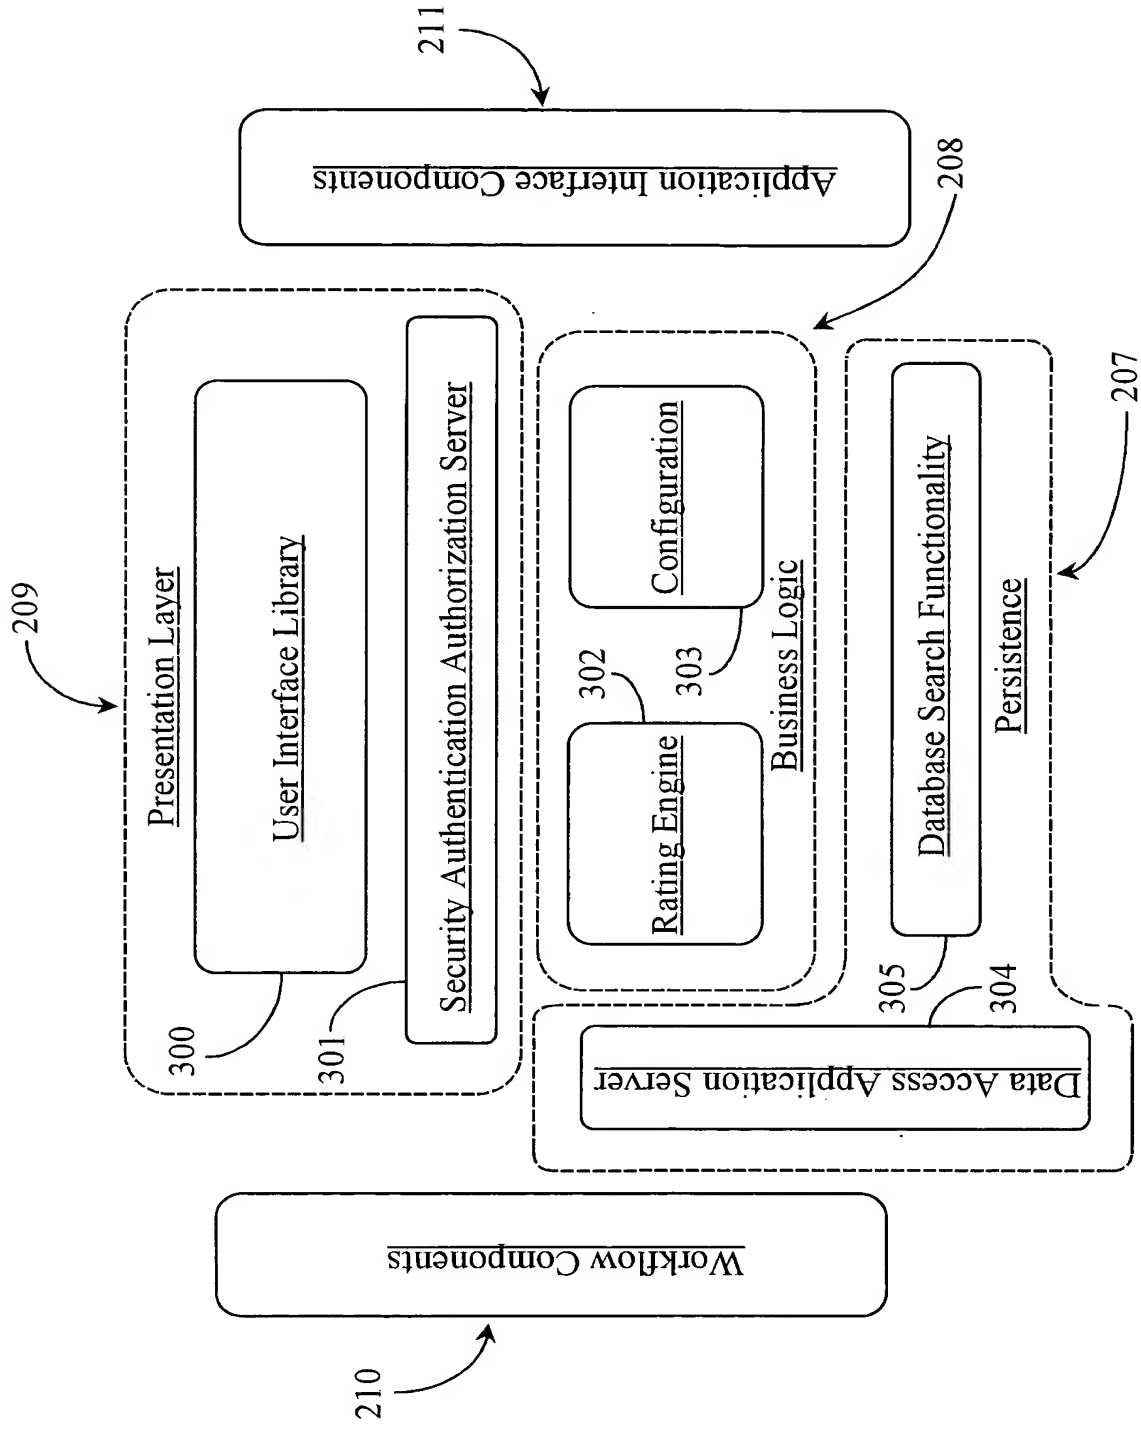 209
Presentation Layer
User Interface Library
300
Security Authentication Authorization Server
301
210
Workflow Components
211
Application Interface Components
208
Rating Engine
302
Configuration
303
Business Logic
Data Access Application Server
304
Database Search Functionality
305
Persistence
207